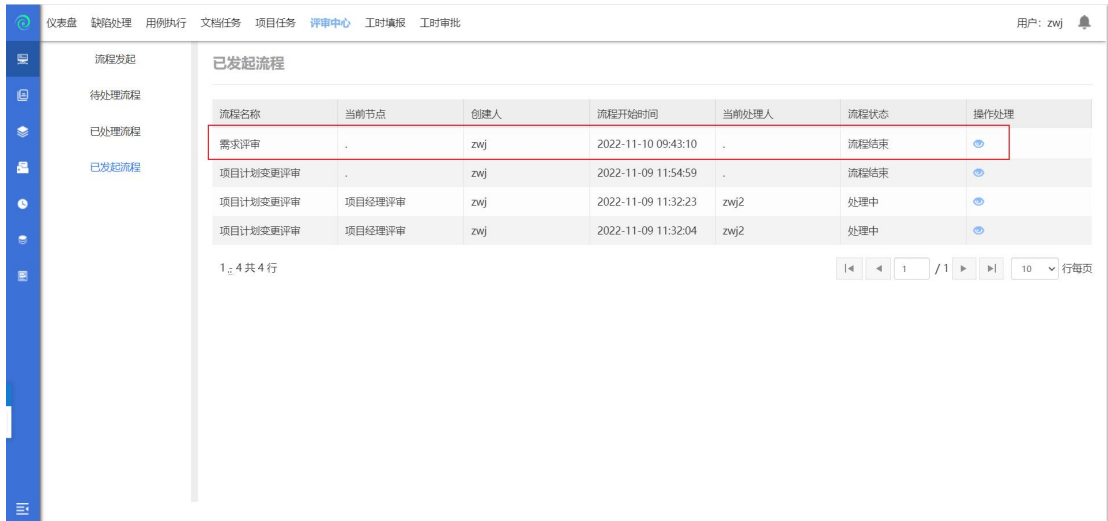 仪表盘 缺陷处理 用例执行 文档任务 项目任务 评审中心 工时填报 工时审批 用户：zwj
流程发起
待处理流程
已处理流程
已发起流程
已发起流程
流程名称 当前节点 创建人 流程开始时间 当前处理人 流程状态 操作处理
需求评审 . zwj 2022-11-10 09:43:10 . 流程结束
项目计划变更评审 . zwj 2022-11-09 11:54:59 . 流程结束
项目计划变更评审 项目经理评审 zwj 2022-11-09 11:32:23 zwj2 处理中
项目计划变更评审 项目经理评审 zwj 2022-11-09 11:32:04 zwj2 处理中
1 - 4 共 4 行 1 / 1 10 行每页